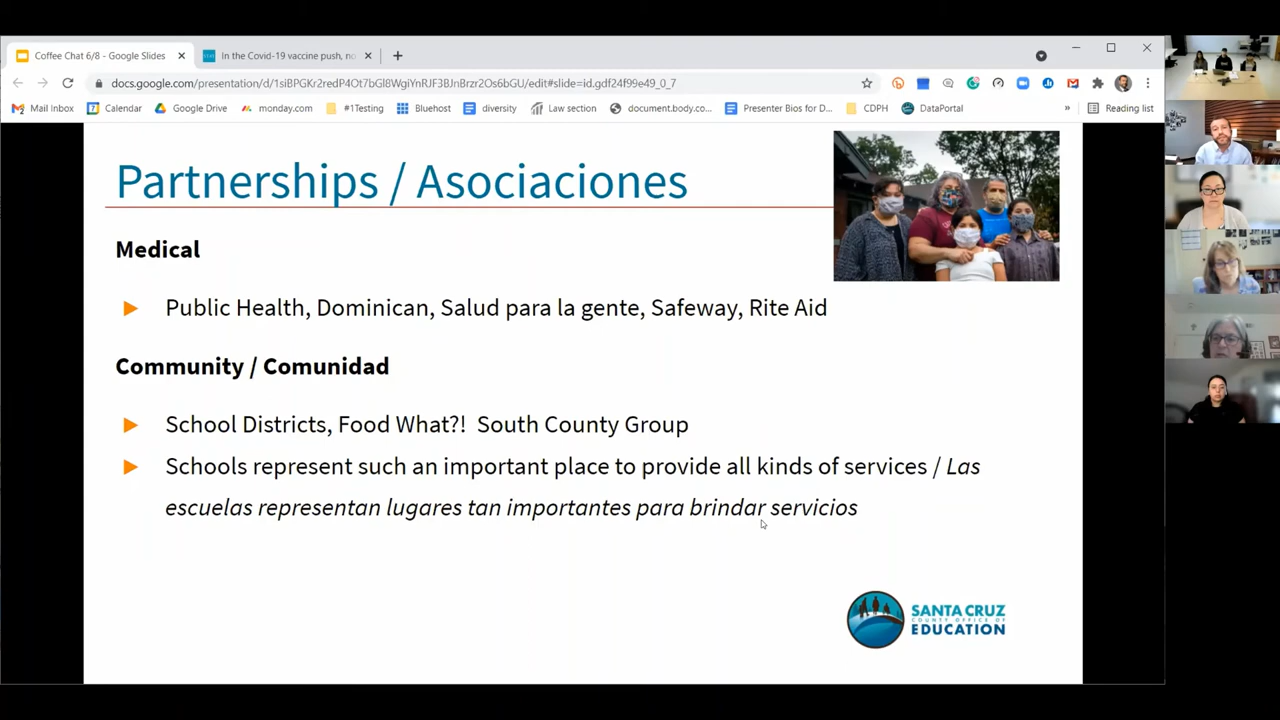 Coffee Chat 6/8 - Google Slides
In the Covid-19 vaccine push, no
docs.google.com/presentation/d/1siBPGKr2redP4Ot7bGl8WgiYnRJF3BJnBrzr2Os6bGU/edit#slide=id.gdf24f99e49_0_7
Mail Inbox
Calendar
Google Drive
monday.com
#1Testing
Bluehost
diversity
Law section
document.body.co...
Presenter Bios for D...
CDPH
DataPortal
»
Reading list
Partnerships / Asociaciones
Medical
Public Health, Dominican, Salud para la gente, Safeway, Rite Aid
Community / Comunidad
School Districts, Food What?! South County Group
Schools represent such an important place to provide all kinds of services / Las
escuelas representan lugares tan importantes para brindar servicios
SANTA CRUZ
COUNTY OFFICE OF
EDUCATION